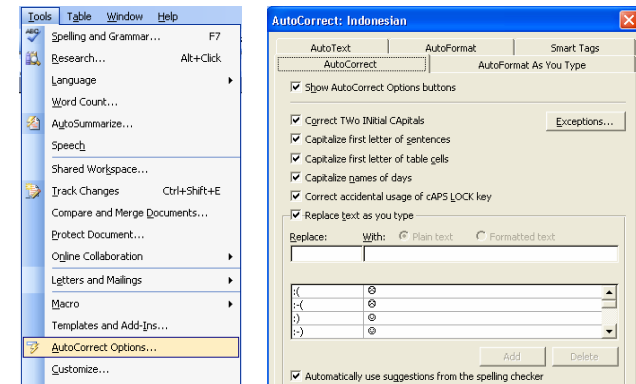 Tools Table Window Help
Spelling and Grammar... F7
Research... Alt+Click
Language
Word Count...
AutoSummarize...
Speech
Shared Workspace...
Track Changes Ctrl+Shift+E
Compare and Merge Documents...
Protect Document...
Online Collaboration
Letters and Mailings
Macro
Templates and Add-Ins...
AutoCorrect Options...
Customize...
AutoCorrect: Indonesian
AutoText AutoFormat Smart Tags
AutoCorrect AutoFormat As You Type
Show AutoCorrect Options buttons
Correct TWo INitial CApitals Exceptions...
Capitalize first letter of sentences
Capitalize first letter of table cells
Capitalize names of days
Correct accidental usage of cAPS LOCK key
Replace text as you type
Replace: With: Plain text Formatted text
:( ☹
:-( ☹
:) ☺
:-) ☺
Add Delete
Automatically use suggestions from the spelling checker